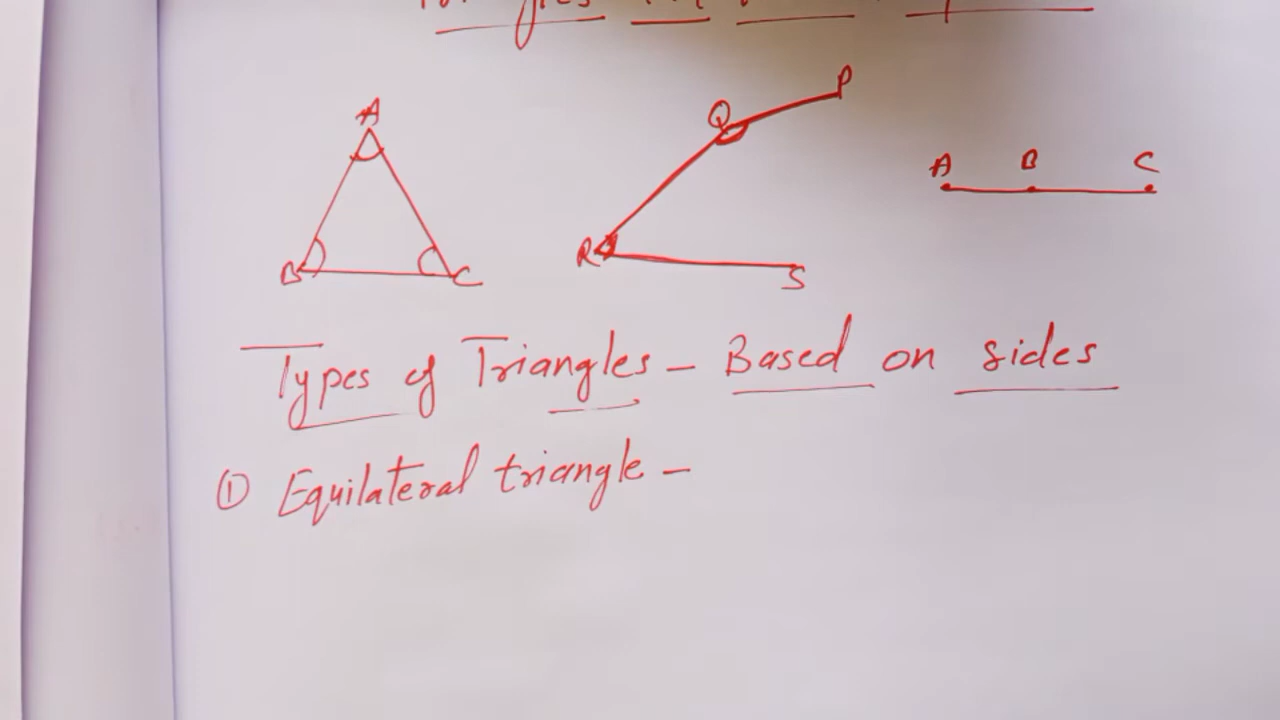 A
Q
P
A B C
R
B
C
S
Types of Triangles - Based on sides
① Equilateral triangle -